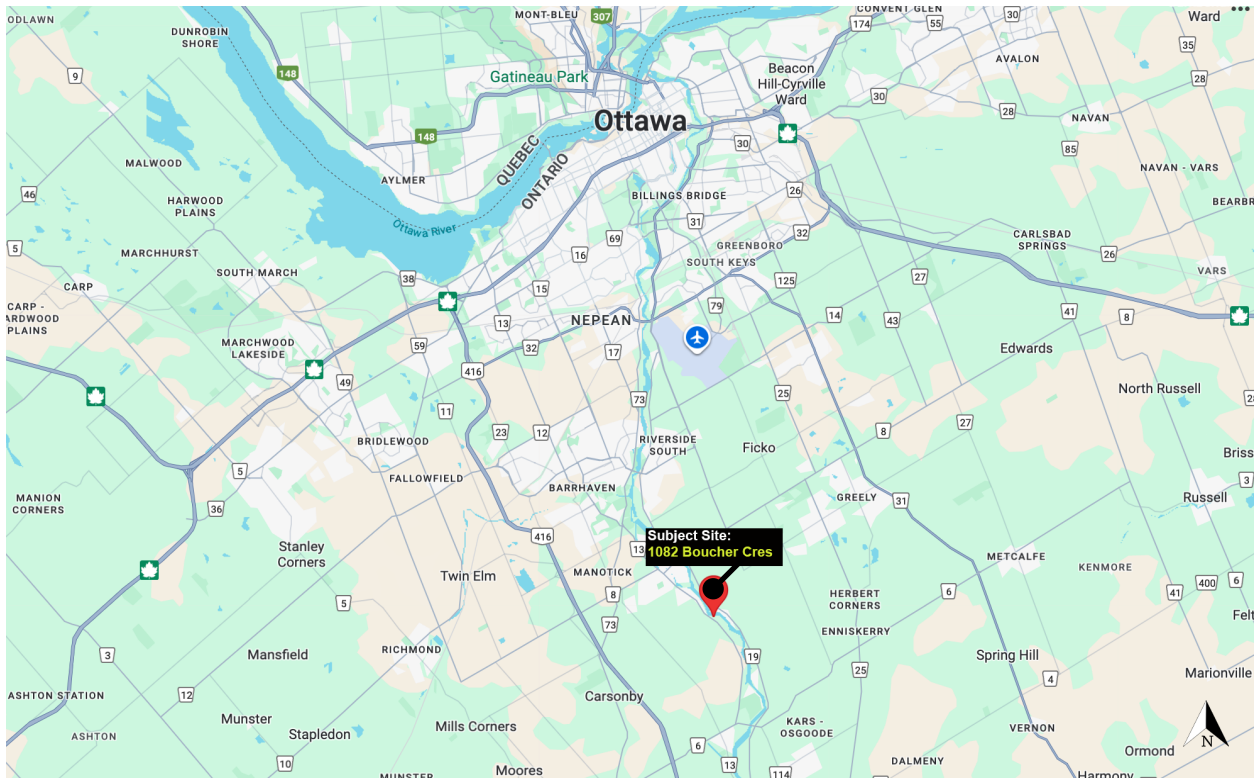 ODLAWN
DUNROBIN
SHORE
MONT-BLEU
307
CONVENT GLEN
174
55
30
Ward
35
9
148
Gatineau Park
Beacon
Hill-Cyrville
Ward
AVALON
28
30
28
148
Ottawa
NAVAN
MALWOOD
QUEBEC
ONTARIO
30
85
NAVAN - VARS
46
AYLMER
HARWOOD
PLAINS
BILLINGS BRIDGE
26
BEARBR
Ottawa River
31
5
MARCHHURST
69
GREENBORO
32
CARLSBAD
SPRINGS
26
16
SOUTH KEYS
VARS
CARP
SOUTH MARCH
38
15
125
27
CARP -
ARDWOOD
PLAINS
79
13
NEPEAN
14
43
41
8
MARCHWOOD
LAKESIDE
59
32
17
Edwards
416
49
North Russell
73
25
28
11
23
12
8
27
BRIDLEWOOD
RIVERSIDE
SOUTH
Ficko
Briss
5
FALLOWFIELD
3
BARRHAVEN
GREELY
31
Russell
MANION
CORNERS
36
416
Subject Site:
1082 Boucher Cres
Stanley
Corners
13
METCALFE
KENMORE
Twin Elm
MANOTICK
400
6
41
8
HERBERT
CORNERS
6
5
73
Felt
ENNISKERRY
3
Mansfield
RICHMOND
19
25
Spring Hill
Marionville
4
ASHTON STATION
12
Carsonby
Munster
Mills Corners
KARS -
OSGOODE
VERNON
ASHTON
Stapledon
N
6
Ormond
10
13
DALMENY
MUNSTER
Moores
114
Harmony